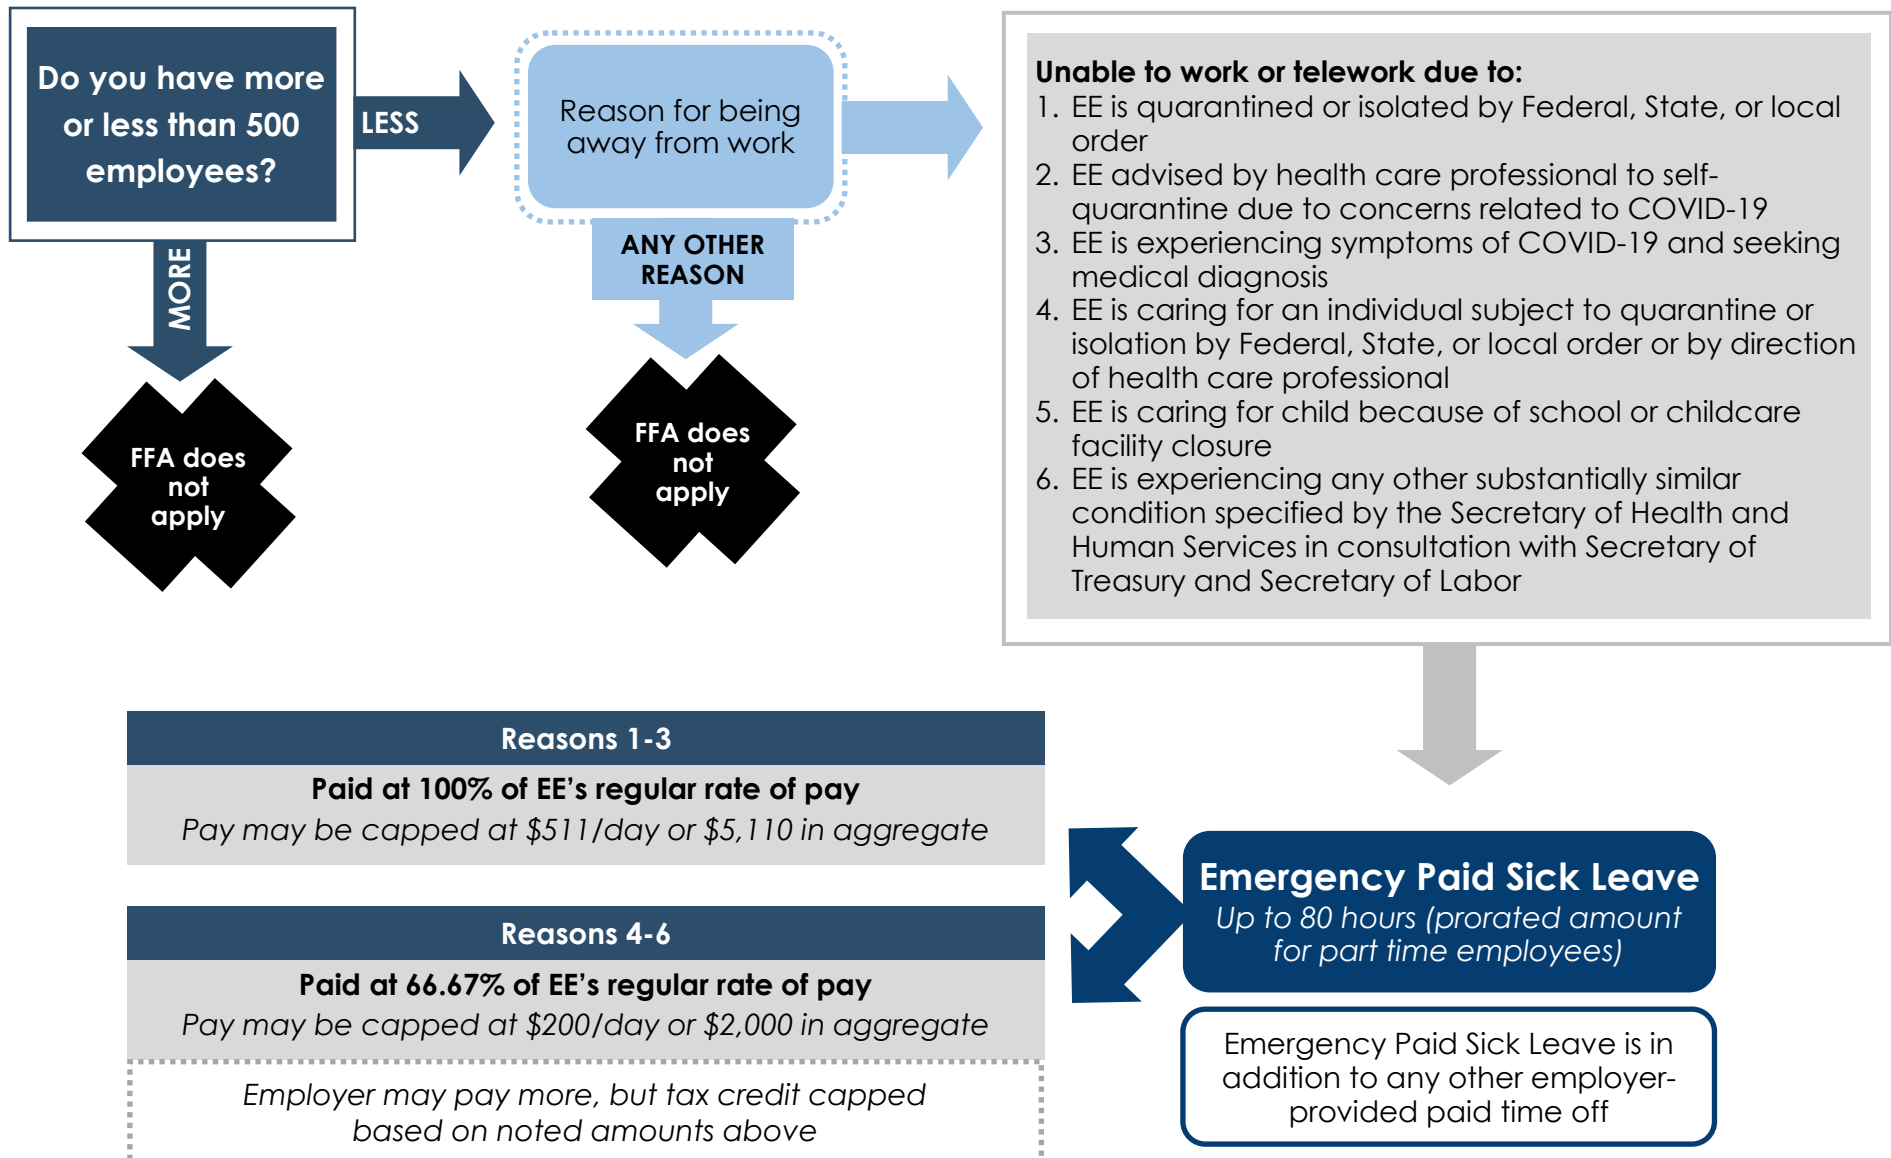 Do you have more
or less than 500
employees?
LESS
Reason for being
away from work
Unable to work or telework due to:
1. EE is quarantined or isolated by Federal, State, or local
order
2. EE advised by health care professional to self-
quarantine due to concerns related to COVID-19
3. EE is experiencing symptoms of COVID-19 and seeking
medical diagnosis
4. EE is caring for an individual subject to quarantine or
isolation by Federal, State, or local order or by direction
of health care professional
5. EE is caring for child because of school or childcare
facility closure
6. EE is experiencing any other substantially similar
condition specified by the Secretary of Health and
Human Services in consultation with Secretary of
Treasury and Secretary of Labor
MORE
ANY OTHER
REASON
FFA does
not
apply
FFA does
not
apply
Reasons 1-3
Paid at 100% of EE’s regular rate of pay
Pay may be capped at $511/day or $5,110 in aggregate
Reasons 4-6
Paid at 66.67% of EE’s regular rate of pay
Pay may be capped at $200/day or $2,000 in aggregate
Employer may pay more, but tax credit capped
based on noted amounts above
Emergency Paid Sick Leave
Up to 80 hours (prorated amount
for part time employees)
Emergency Paid Sick Leave is in
addition to any other employer-
provided paid time off